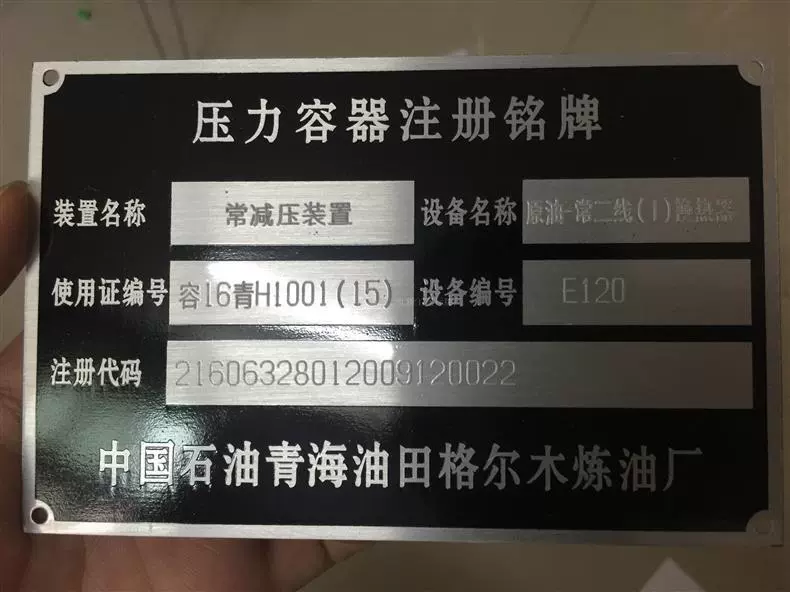 压力容器注册铭牌
装置名称 常减压装置 设备名称 原油-常二线(I)换热器
使用证编号 容16青H1001(15) 设备编号 E120
注册代码 21606328012009120022
中国石油青海油田格尔木炼油厂